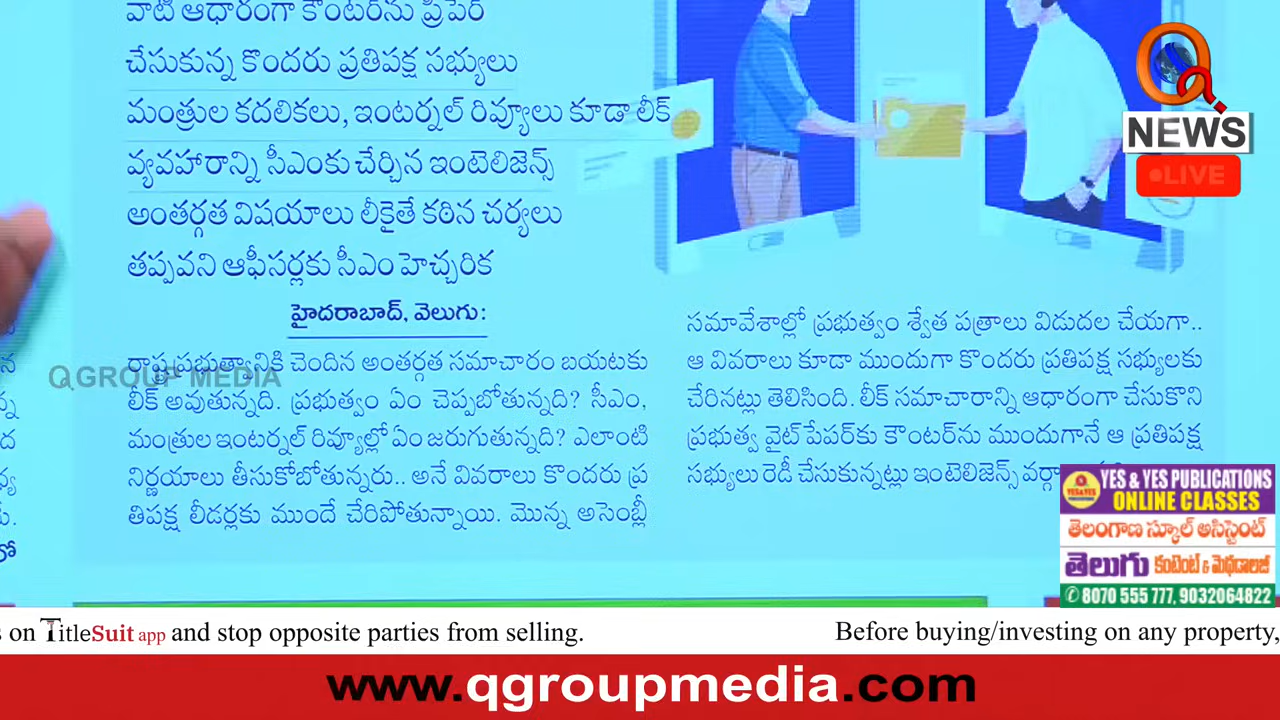 వాటి ఆధారంగా కౌంటర్‌ను ప్రిపేర్
చేసుకున్న కొందరు ప్రతిపక్ష సభ్యులు
మంత్రుల కదలికలు, ఇంటర్నల్ రివ్యూలు కూడా లీక్
వ్యవహారాన్ని సీఎంకు చేర్చిన ఇంటెలిజెన్స్
అంతర్గత విషయాలు లీకైతే కఠిన చర్యలు
తప్పవని ఆఫీసర్లకు సీఎం హెచ్చరిక
హైదరాబాద్, వెలుగు:
రాష్ట్ర ప్రభుత్వానికి చెందిన అంతర్గత సమాచారం బయటకు
లీక్ అవుతున్నది. ప్రభుత్వం ఏం చెప్పబోతున్నది? సీఎం,
మంత్రుల ఇంటర్నల్ రివ్యూల్లో ఏం జరుగుతున్నది? ఎలాంటి
నిర్ణయాలు తీసుకోబోతున్నరు.. అనే వివరాలు కొందరు ప్ర
తిపక్ష లీడర్లకు ముందే చేరిపోతున్నాయి. మొన్న అసెంబ్లీ
సమావేశాల్లో ప్రభుత్వం శ్వేత పత్రాలు విడుదల చేయగా..
ఆ వివరాలు కూడా ముందుగా కొందరు ప్రతిపక్ష సభ్యులకు
చేరినట్లు తెలిసింది. లీక్ సమాచారాన్ని ఆధారంగా చేసుకొని
ప్రభుత్వ వైట్‌పేపర్‌కు కౌంటర్‌ను ముందుగానే ఆ ప్రతిపక్ష
సభ్యులు రెడీ చేసుకున్నట్లు ఇంటెలిజెన్స్
Q GROUP MEDIA
Q
NEWS
LIVE
YES & YES PUBLICATIONS
ONLINE CLASSES
తెలంగాణ స్కూల్ అసిస్టెంట్
తెలుగు కంటెంట్ & మెథడాలజీ
8070 555 777, 9032064822
on TitleSuit app and stop opposite parties from selling. Before buying/investing on any property,
www.qgroupmedia.com